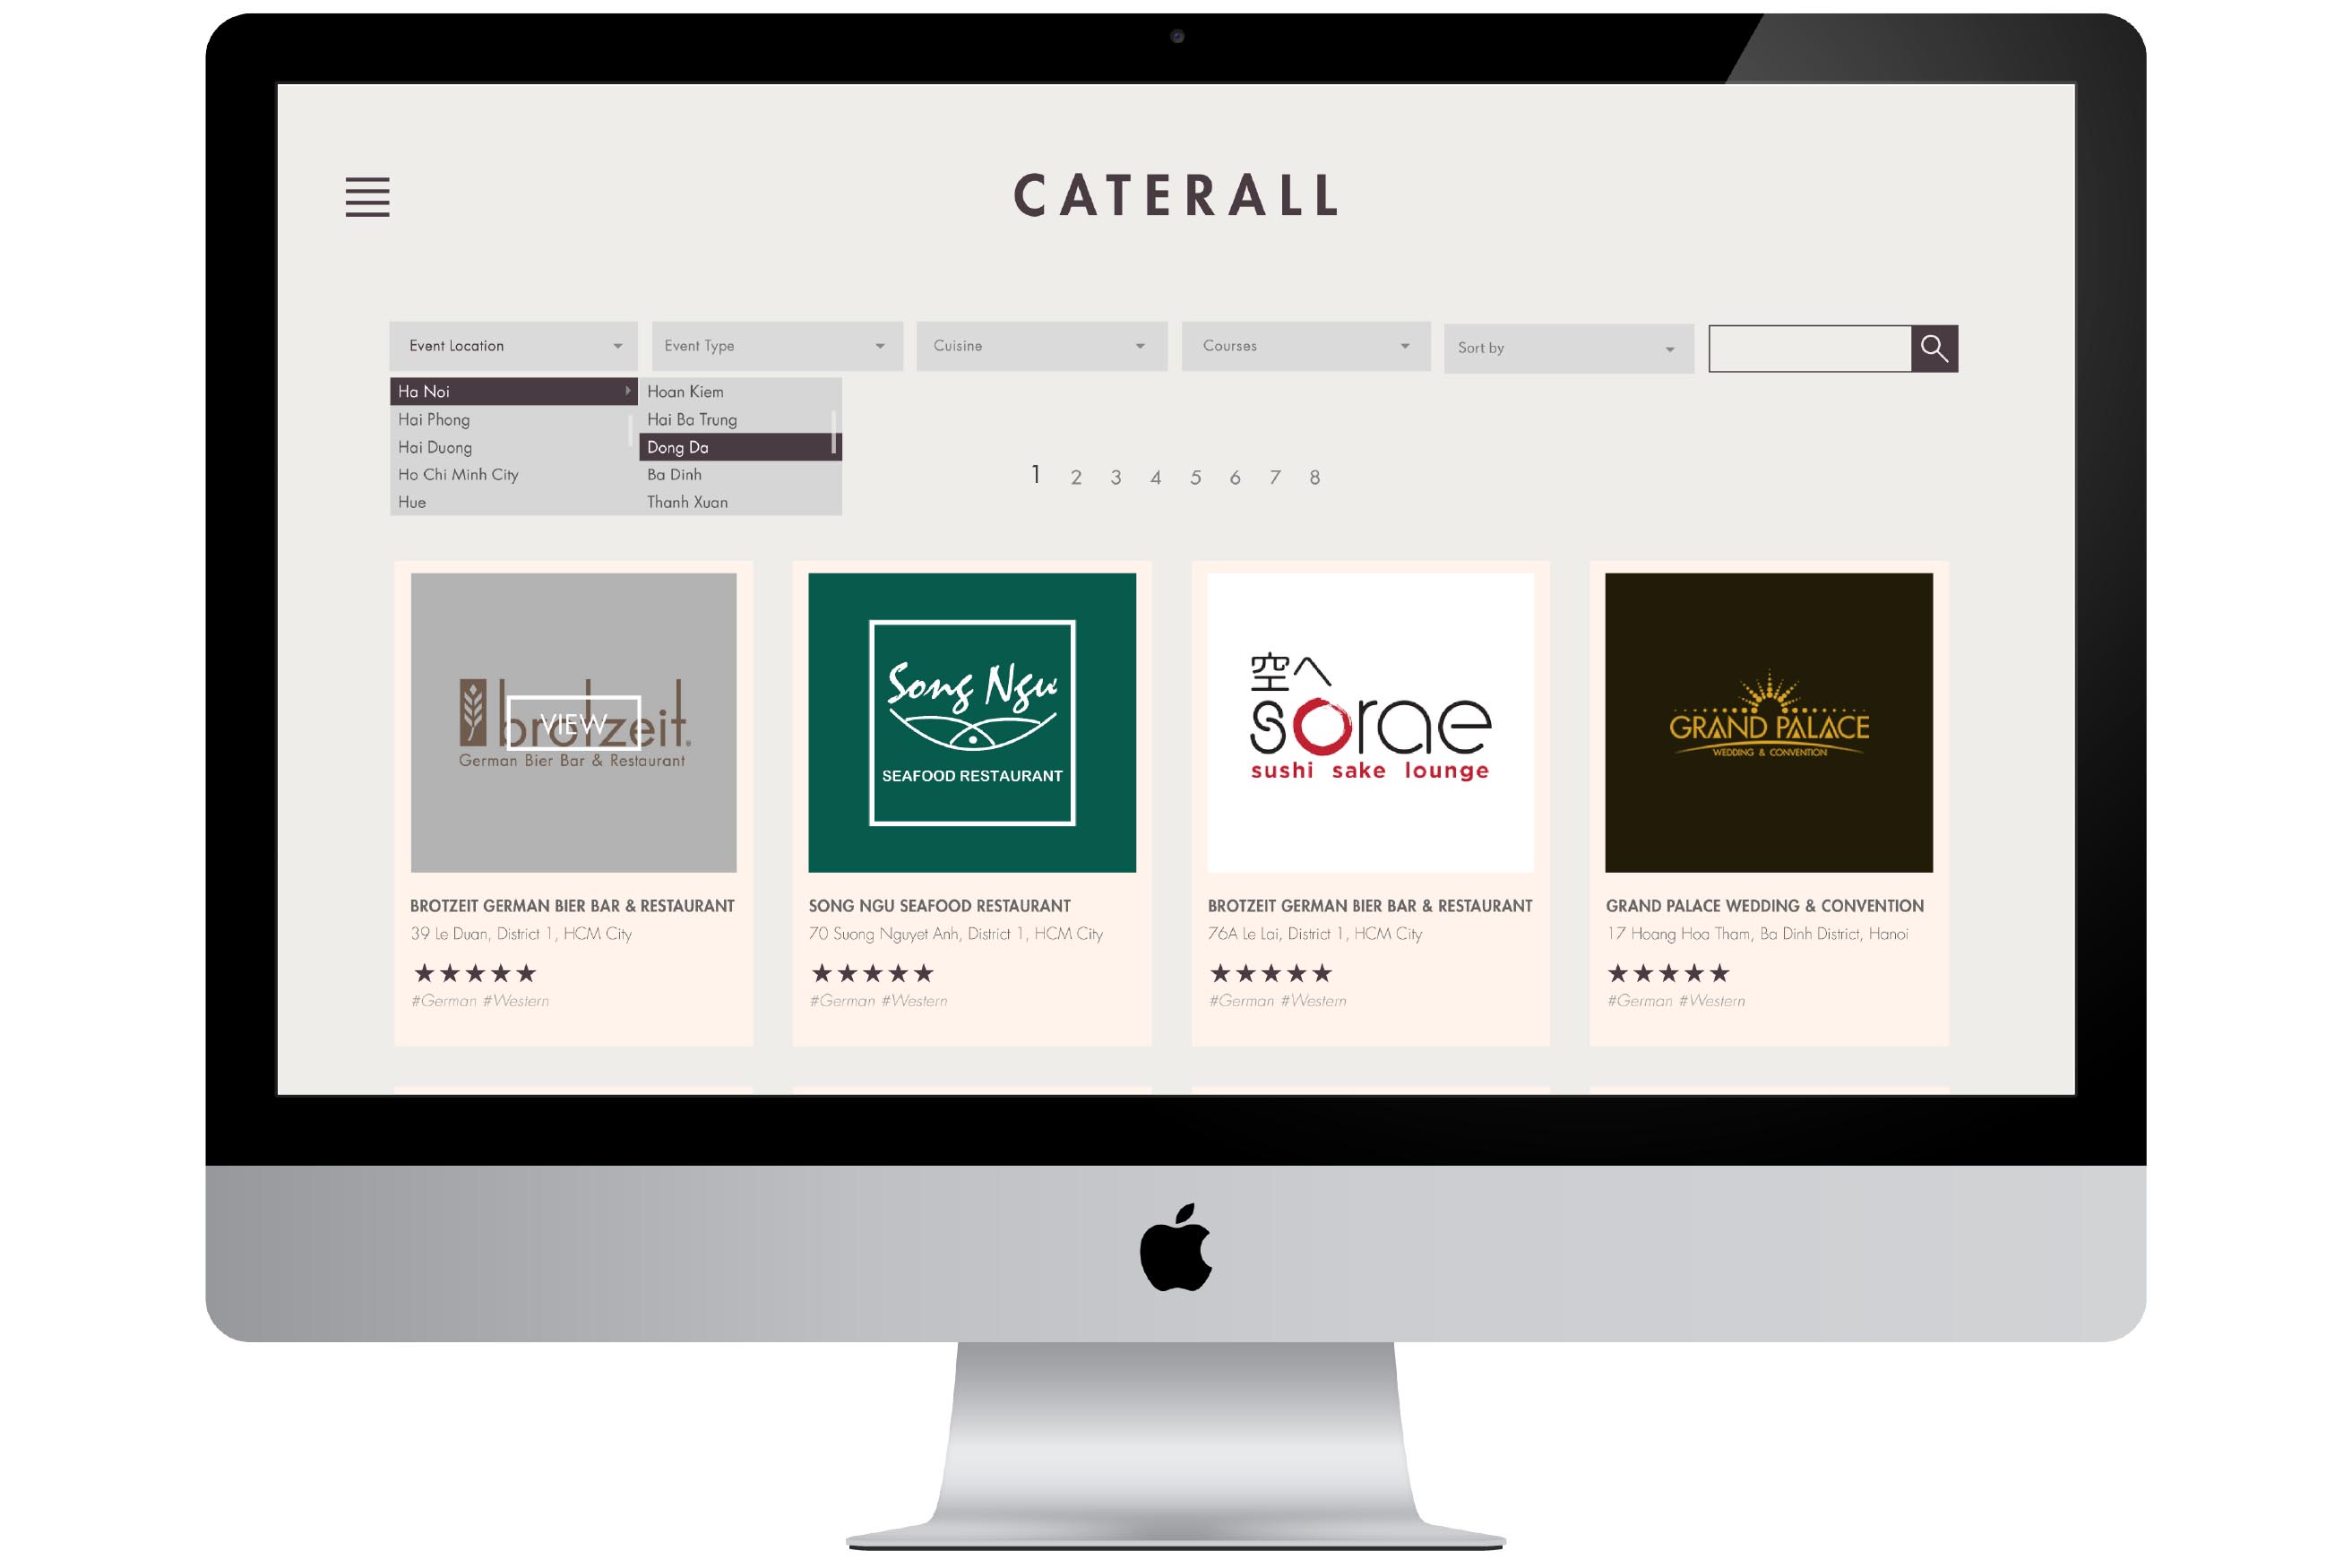 CATERALL
Event Location
Event Type
Cuisine
Courses
Sort by
Ha Noi
Hai Phong
Hai Duong
Ho Chi Minh City
Hue
Hoan Kiem
Hai Ba Trung
Dong Da
Ba Dinh
Thanh Xuan
1 2 3 4 5 6 7 8
brotzeit®
VIEW
German Bier Bar & Restaurant
BROTZEIT GERMAN BIER BAR & RESTAURANT
39 Le Duan, District 1, HCM City
★★★★★
#German #Western
Song Ngu
SEAFOOD RESTAURANT
SONG NGU SEAFOOD RESTAURANT
70 Suong Nguyet Anh, District 1, HCM City
★★★★★
#German #Western
空へ
sorae
sushi sake lounge
BROTZEIT GERMAN BIER BAR & RESTAURANT
76A Le Lai, District 1, HCM City
★★★★★
#German #Western
GRAND PALACE
WEDDING & CONVENTION
GRAND PALACE WEDDING & CONVENTION
17 Hoang Hoa Tham, Ba Dinh District, Hanoi
★★★★★
#German #Western